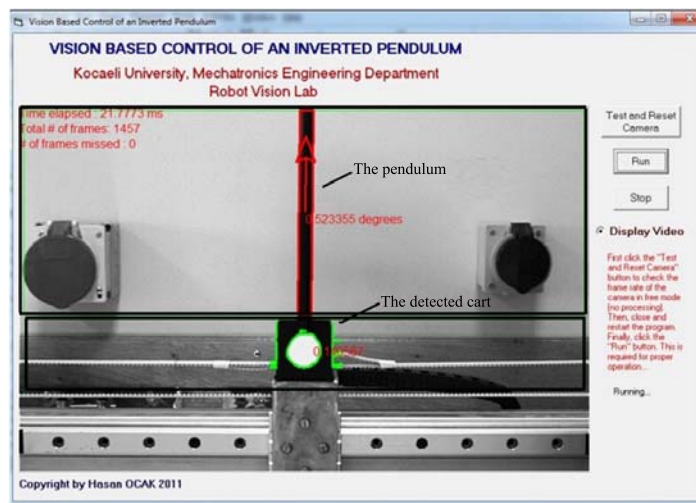 Vision Based Control of an Inverted Pendulum
VISION BASED CONTROL OF AN INVERTED PENDULUM
Kocaeli University, Mechatronics Engineering Department
Robot Vision Lab
Time elapsed : 21.7773 ms
Total # of frames: 1457
# of frames missed : 0
The pendulum
0.523355 degrees
The detected cart
Test and Reset
Camera
Run
Stop
Display Video
First click the "Test
and Reset Camera"
button to check the
frame rate of the
camera in free mode
(no processing).
Then, close and
restart the program.
Finally, click the
"Run" button. This is
required for proper
operation...
Running...
Copyright by Hasan OCAK 2011